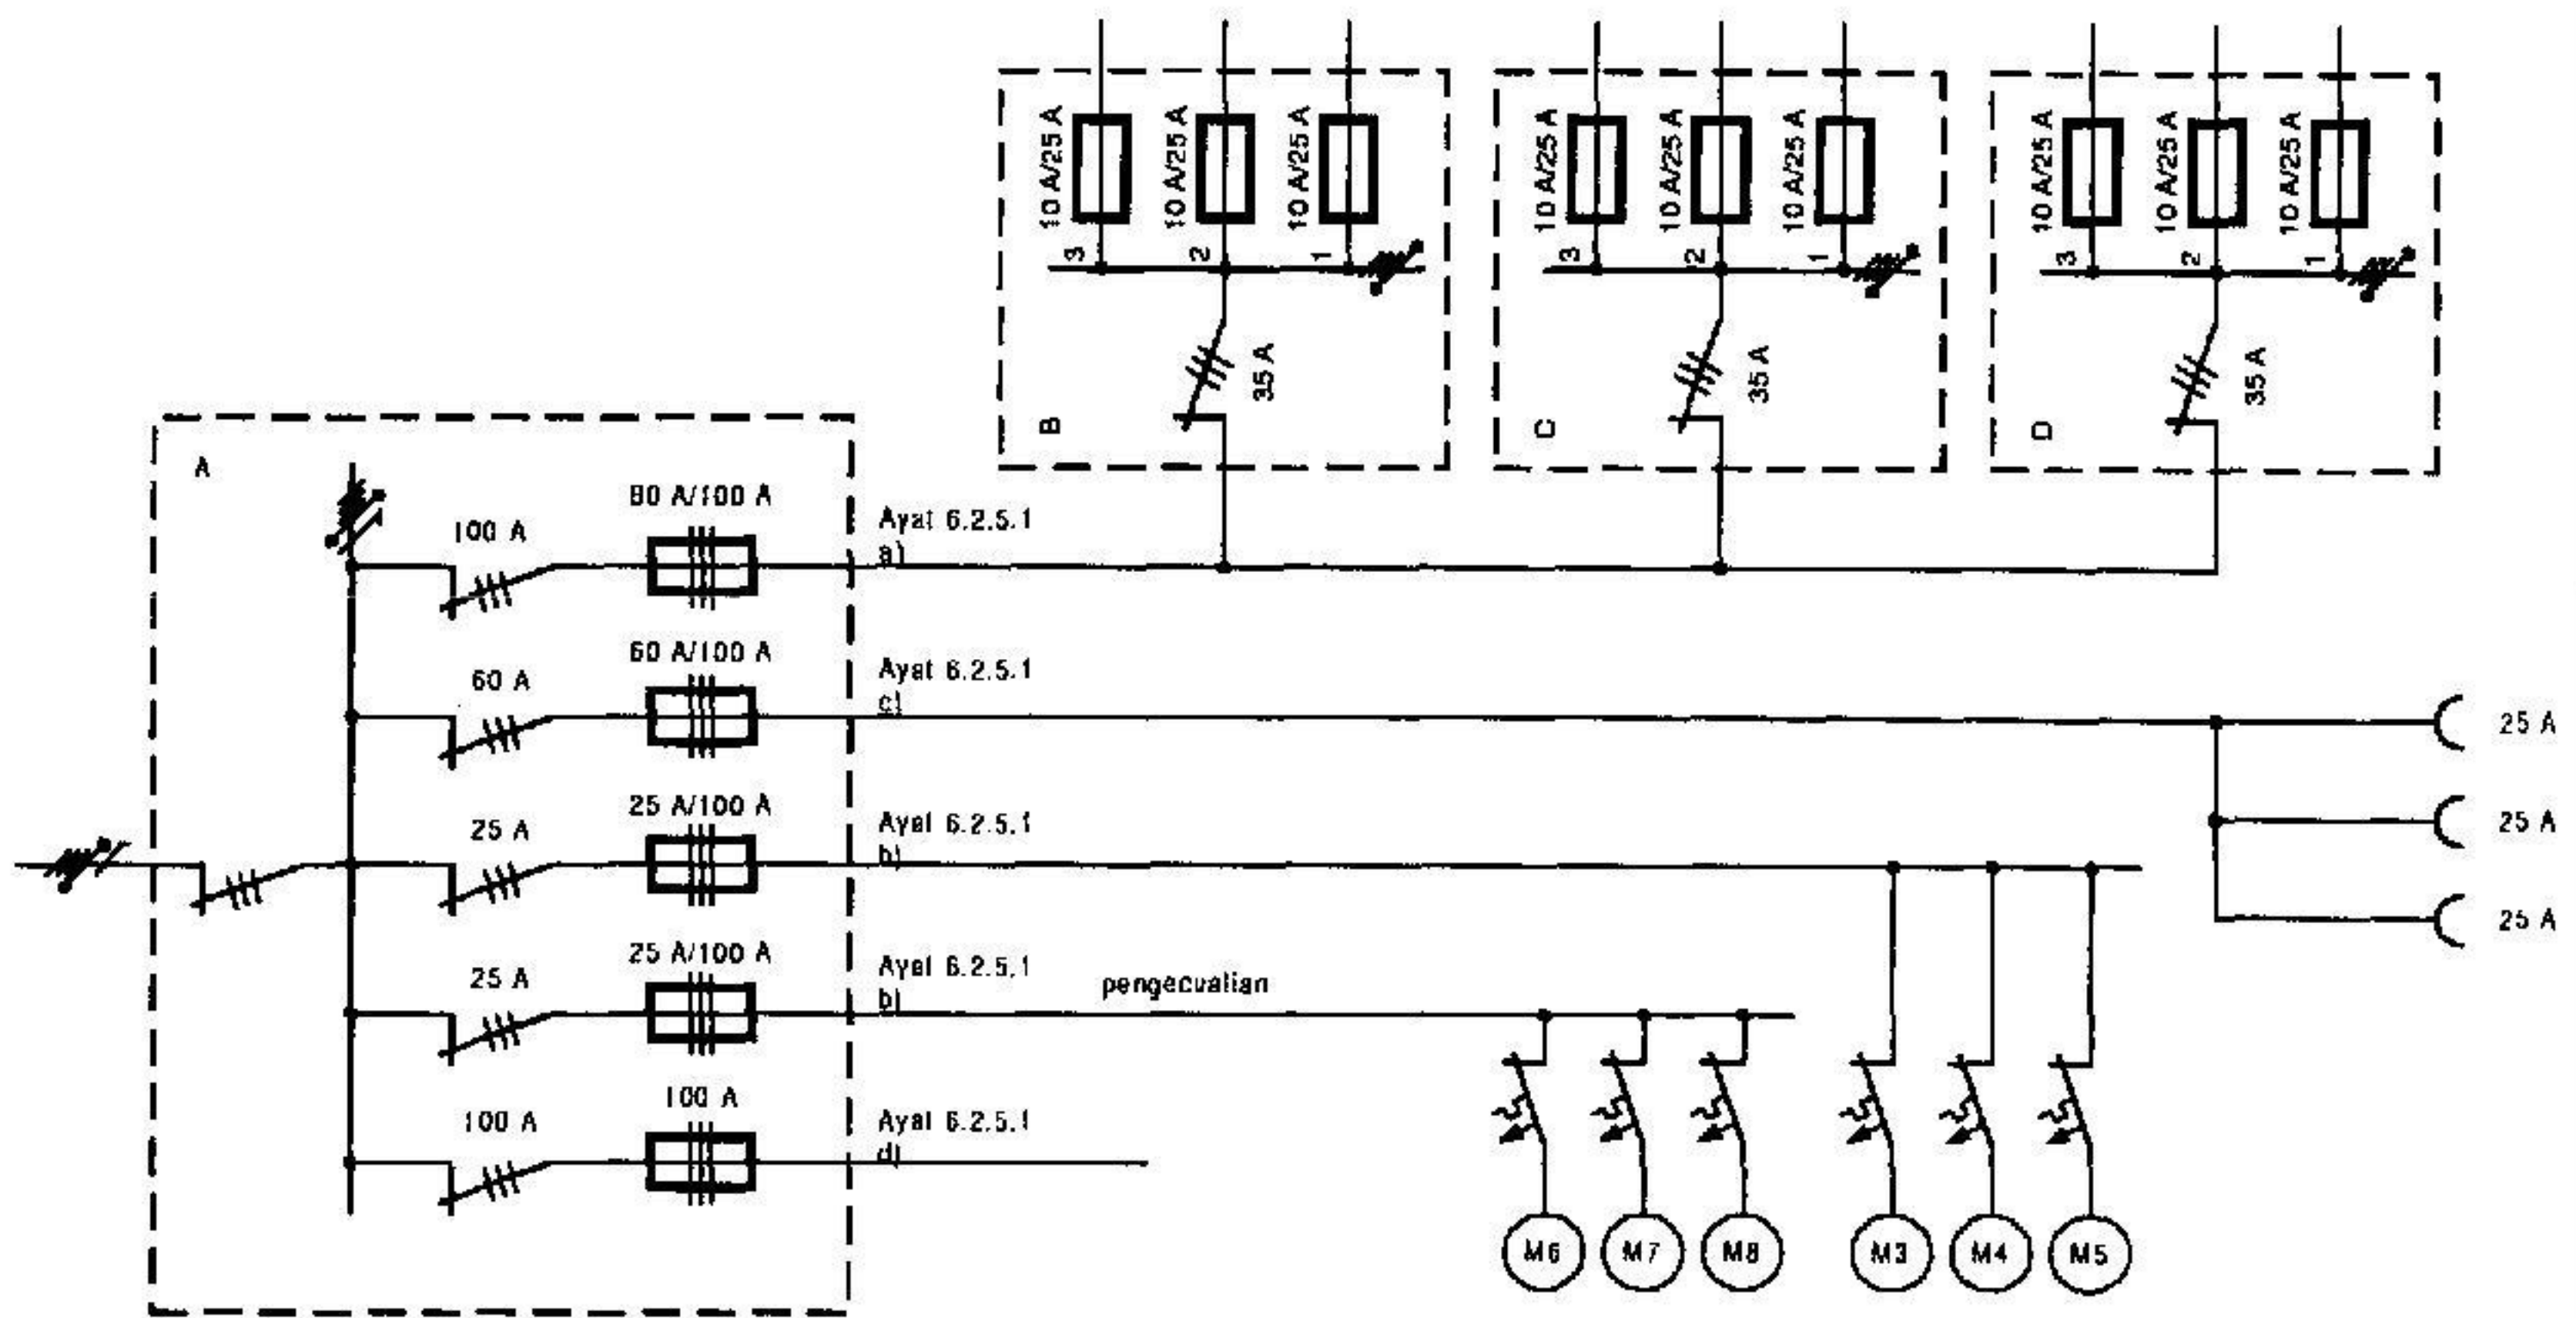 10 A/25 A
10 A/25 A
10 A/25 A
3
2
1
35 A
B
10 A/25 A
10 A/25 A
10 A/25 A
3
2
1
35 A
C
10 A/25 A
10 A/25 A
10 A/25 A
3
2
1
35 A
D
A
100 A
80 A/100 A
Ayat 6.2.5.1
a)
60 A
60 A/100 A
Ayat 6.2.5.1
c)
25 A
25 A
25 A
25 A
25 A/100 A
Ayat 6.2.5.1
b)
25 A
25 A/100 A
Ayat 6.2.5.1
b)
pengecualian
100 A
100 A
Ayat 6.2.5.1
d)
M6
M7
M8
M3
M4
M5